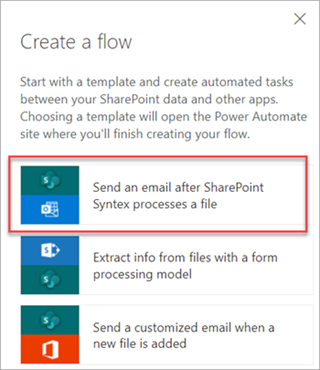 Create a flow
Start with a template and create automated tasks
between your SharePoint data and other apps.
Choosing a template will open the Power Automate
site where you'll finish creating your flow.
Send an email after SharePoint
Syntex processes a file
Extract info from files with a form
processing model
Send a customized email when a
new file is added